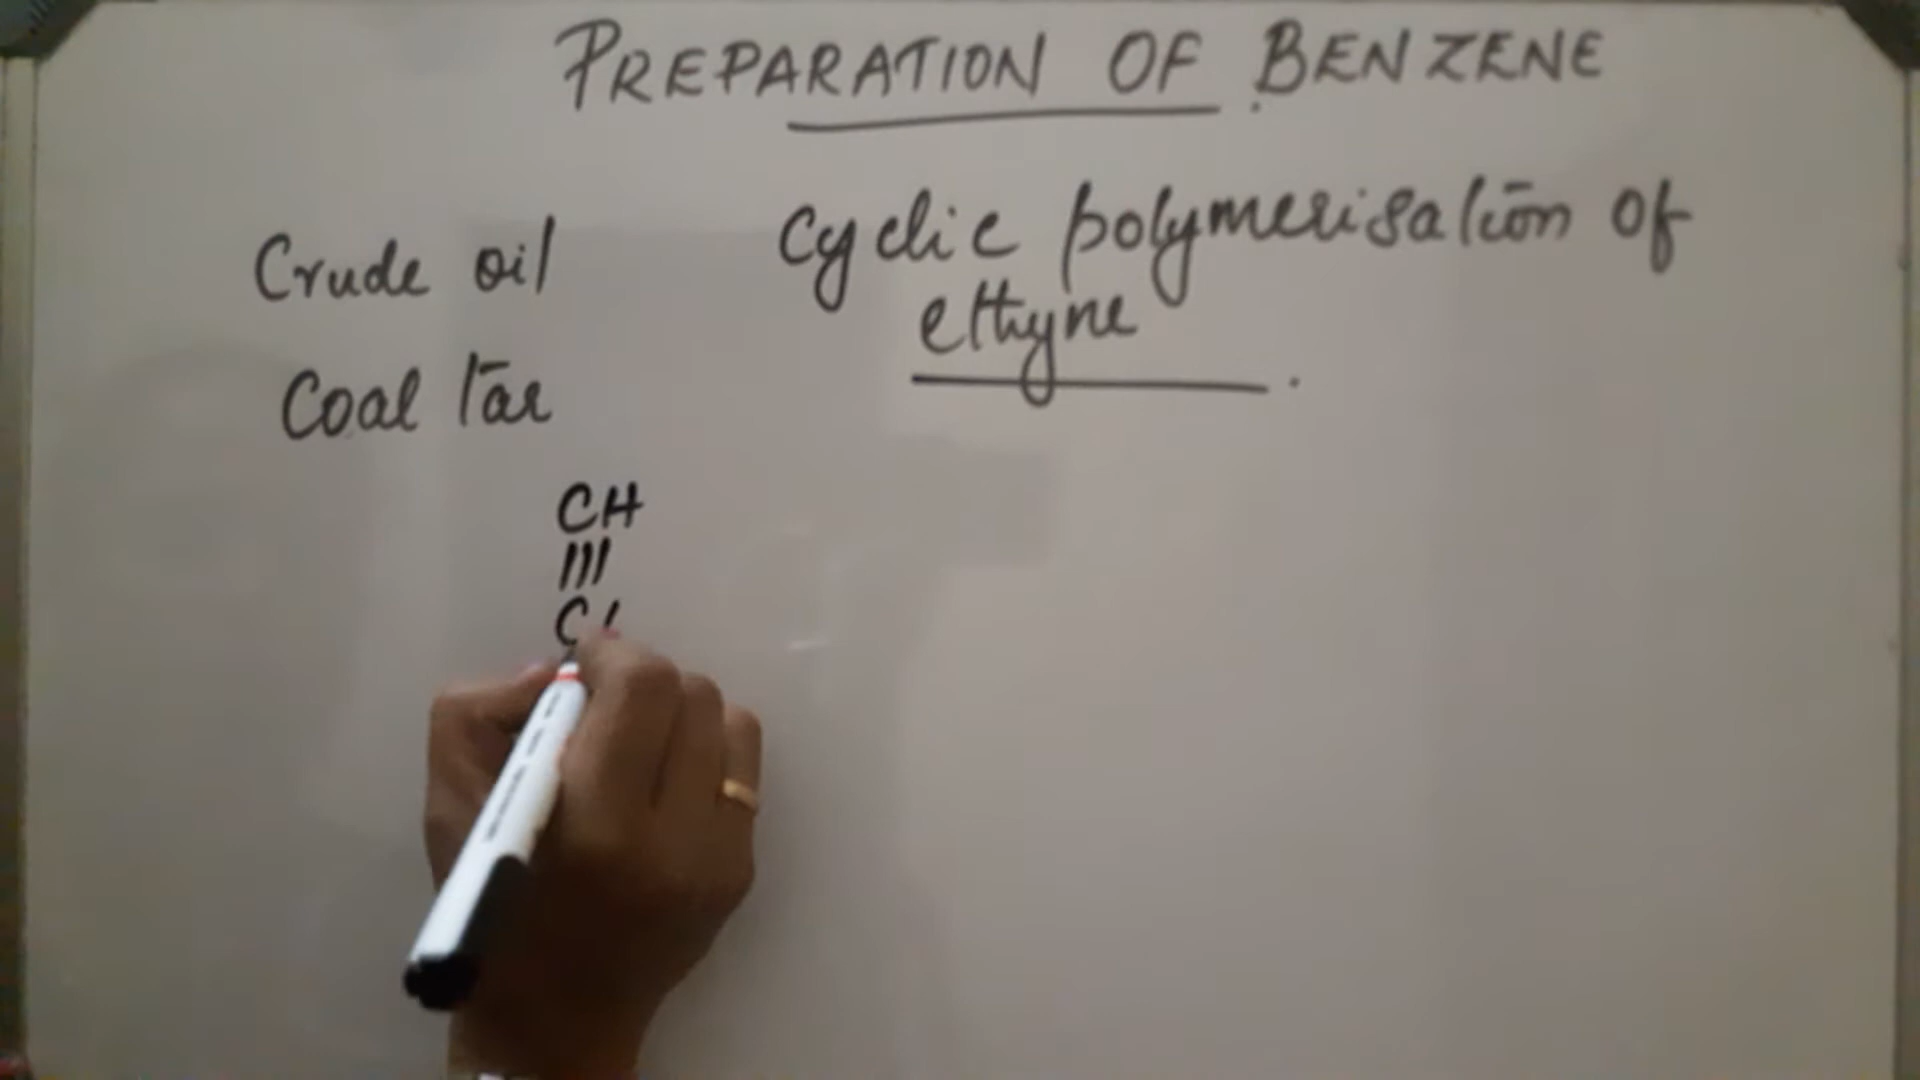 PREPARATION OF BENZENE
Crude oil
Coal tar
Cyclic polymerisation of
ethyne
CH
|||
C